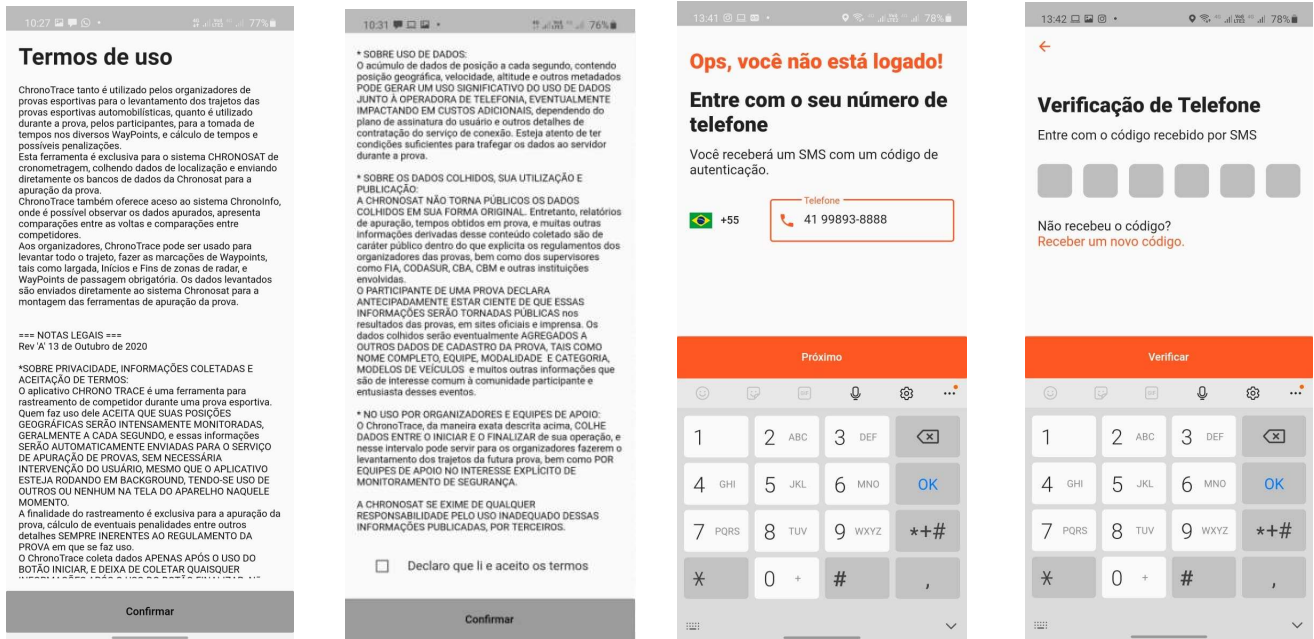 10:27
77%
Termos de uso
ChronoTrace tanto é utilizado pelos organizadores de
provas esportivas para o levantamento dos trajetos das
provas esportivas automobilísticas, quanto é utilizado
durante a prova, pelos participantes, para a tomada de
tempos nos diversos WayPoints, e cálculo de tempos e
possíveis penalizações.
Esta ferramenta é exclusiva para o sistema CHRONOSAT de
cronometragem, colhendo dados de localização e enviando
diretamente os bancos de dados da Chronosat para a
apuração da prova.
ChronoTrace também oferece aceso ao sistema ChronoInfo,
onde é possível observar os dados apurados, apresenta
comparações entre as voltas e comparações entre
competidores.
Aos organizadores, ChronoTrace pode ser usado para
levantar todo o trajeto, fazer as marcações de Waypoints,
tais como largada, Inícios e Fins de zonas de radar, e
WayPoints de passagem obrigatória. Os dados levantados
são enviados diretamente ao sistema Chronosat para a
montagem das ferramentas de apuração da prova.
=== NOTAS LEGAIS ===
Rev 'A' 13 de Outubro de 2020
*SOBRE PRIVACIDADE, INFORMAÇÕES COLETADAS E
ACEITAÇÃO DE TERMOS:
O aplicativo CHRONO TRACE é uma ferramenta para
rastreamento de competidor durante uma prova esportiva.
Quem faz uso dele ACEITA QUE SUAS POSIÇÕES
GEOGRÁFICAS SERÃO INTENSAMENTE MONITORADAS,
GERALMENTE A CADA SEGUNDO, e essas informações
SERÃO AUTOMATICAMENTE ENVIADAS PARA O SERVIÇO
DE APURAÇÃO DE PROVAS, SEM NECESSÁRIA
INTERVENÇÃO DO USUÁRIO, MESMO QUE O APLICATIVO
ESTEJA RODANDO EM BACKGROUND, TENDO-SE USO DE
OUTROS OU NENHUM NA TELA DO APARELHO NAQUELE
MOMENTO.
A finalidade do rastreamento é exclusiva para a apuração da
prova, cálculo de eventuais penalidades entre outros
detalhes SEMPRE INERENTES AO REGULAMENTO DA
PROVA em que se faz uso.
O ChronoTrace coleta dados APENAS APÓS O USO DO
BOTÃO INICIAR, E DEIXA DE COLETAR QUAISQUER
Confirmar
10:31
76%
* SOBRE USO DE DADOS:
O acúmulo de dados de posição a cada segundo, contendo
posição geográfica, velocidade, altitude e outros metadados
PODE GERAR UM USO SIGNIFICATIVO DO USO DE DADOS
JUNTO À OPERADORA DE TELEFONIA, EVENTUALMENTE
IMPACTANDO EM CUSTOS ADICIONAIS, dependendo do
plano de assinatura do usuário e outros detalhes de
contratação do serviço de conexão. Esteja atento de ter
condições suficientes para trafegar os dados ao servidor
durante a prova.
* SOBRE OS DADOS COLHIDOS, SUA UTILIZAÇÃO E
PUBLICAÇÃO:
A CHRONOSAT NÃO TORNA PÚBLICOS OS DADOS
COLHIDOS EM SUA FORMA ORIGINAL. Entretanto, relatórios
de apuração, tempos obtidos em prova, e muitas outras
informações derivadas desse conteúdo coletado são de
caráter público dentro do que explicita os regulamentos dos
organizadores das provas, bem como dos supervisores
como FIA, CODASUR, CBA, CBM e outras instituições
envolvidas.
O PARTICIPANTE DE UMA PROVA DECLARA
ANTECIPADAMENTE ESTAR CIENTE DE QUE ESSAS
INFORMAÇÕES SERÃO TORNADAS PÚBLICAS nos
resultados das provas, em sites oficiais e imprensa. Os
dados colhidos serão eventualmente AGREGADOS A
OUTROS DADOS DE CADASTRO DA PROVA, TAIS COMO
NOME COMPLETO, EQUIPE, MODALIDADE E CATEGORIA,
MODELOS DE VEÍCULOS e muitos outras informações que
são de interesse comum à comunidade participante e
entusiasta desses eventos.
* NO USO POR ORGANIZADORES E EQUIPES DE APOIO:
O ChronoTrace, da maneira exata descrita acima, COLHE
DADOS ENTRE O INICIAR E O FINALIZAR de sua operação, e
nesse intervalo pode servir para os organizadores fazerem o
levantamento dos trajetos da futura prova, bem como POR
EQUIPES DE APOIO NO INTERESSE EXPLÍCITO DE
MONITORAMENTO DE SEGURANÇA.
A CHRONOSAT SE EXIME DE QUALQUER
RESPONSABILIDADE PELO USO INADEQUADO DESSAS
INFORMAÇÕES PUBLICADAS, POR TERCEIROS.
Declaro que li e aceito os termos
Confirmar
13:41
78%
Ops, você não está logado!
Entre com o seu número de
telefone
Você receberá um SMS com um código de
autenticação.
Telefone
+55 41 99893-8888
Próximo
GIF
1 2 ABC 3 DEF
4 GHI 5 JKL 6 MNO OK
7 PQRS 8 TUV 9 WXYZ *+#
* 0 + # ,
13:42
78%
Verificação de Telefone
Entre com o código recebido por SMS
Não recebeu o código?
Receber um novo código.
Verificar
GIF
1 2 ABC 3 DEF
4 GHI 5 JKL 6 MNO OK
7 PQRS 8 TUV 9 WXYZ *+#
* 0 + # ,